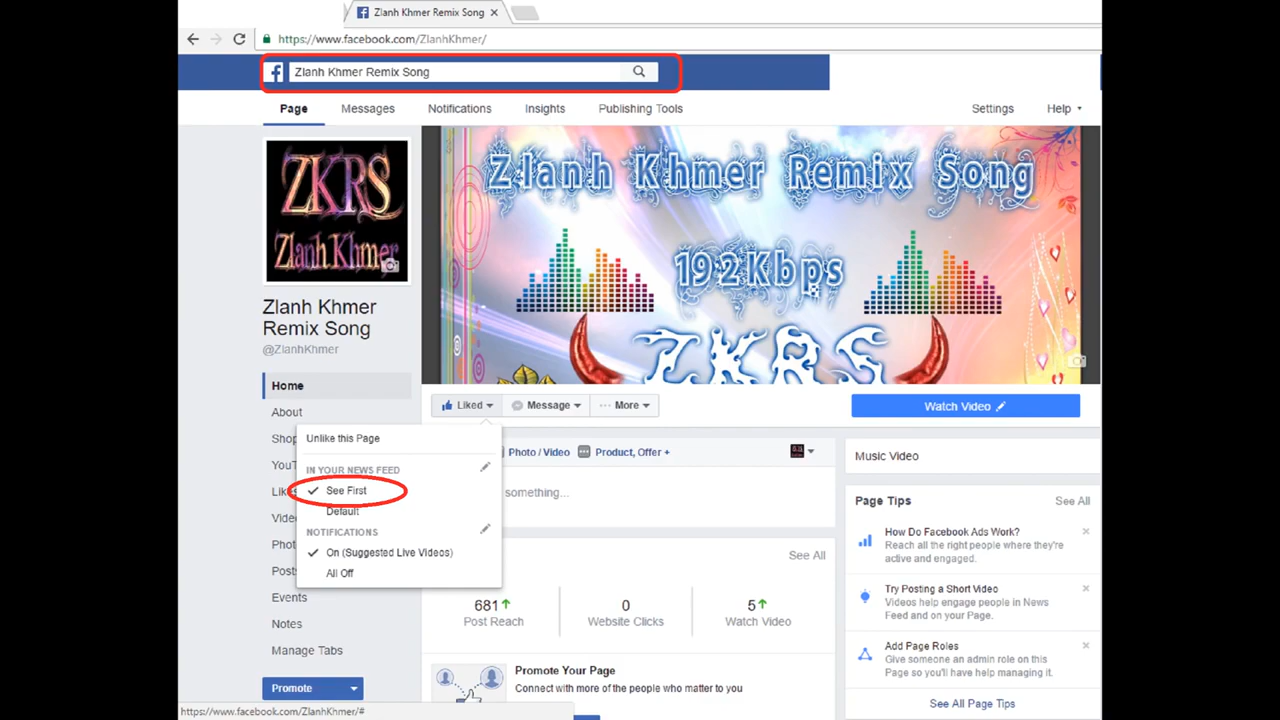 Zlanh Khmer Remix Song
https://www.facebook.com/ZlanhKhmer/
Zlanh Khmer Remix Song
Page Messages Notifications Insights Publishing Tools Settings Help
ZKRS
Zlanh Khmer
Zlanh Khmer Remix Song
192Kbps
ZKRS
Zlanh Khmer
Remix Song
@ZlanhKhmer
Home
About
Shop
Liked Message More Watch Video
Unlike this Page
IN YOUR NEWS FEED
See First
Default
NOTIFICATIONS
On (Suggested Live Videos)
All Off
Events
Notes
Manage Tabs
Promote
Photo / Video Product, Offer +
something...
See All
681 0 5
Post Reach Website Clicks Watch Video
Promote Your Page
Connect with more of the people who matter to you
Music Video
Page Tips See All
How Do Facebook Ads Work?
Reach all the right people where they're
active and engaged.
Try Posting a Short Video
Videos help engage people in News
Feed and on your Page.
Add Page Roles
Give someone an admin role on this
Page so you'll have help managing it.
See All Page Tips
https://www.facebook.com/ZlanhKhmer/#